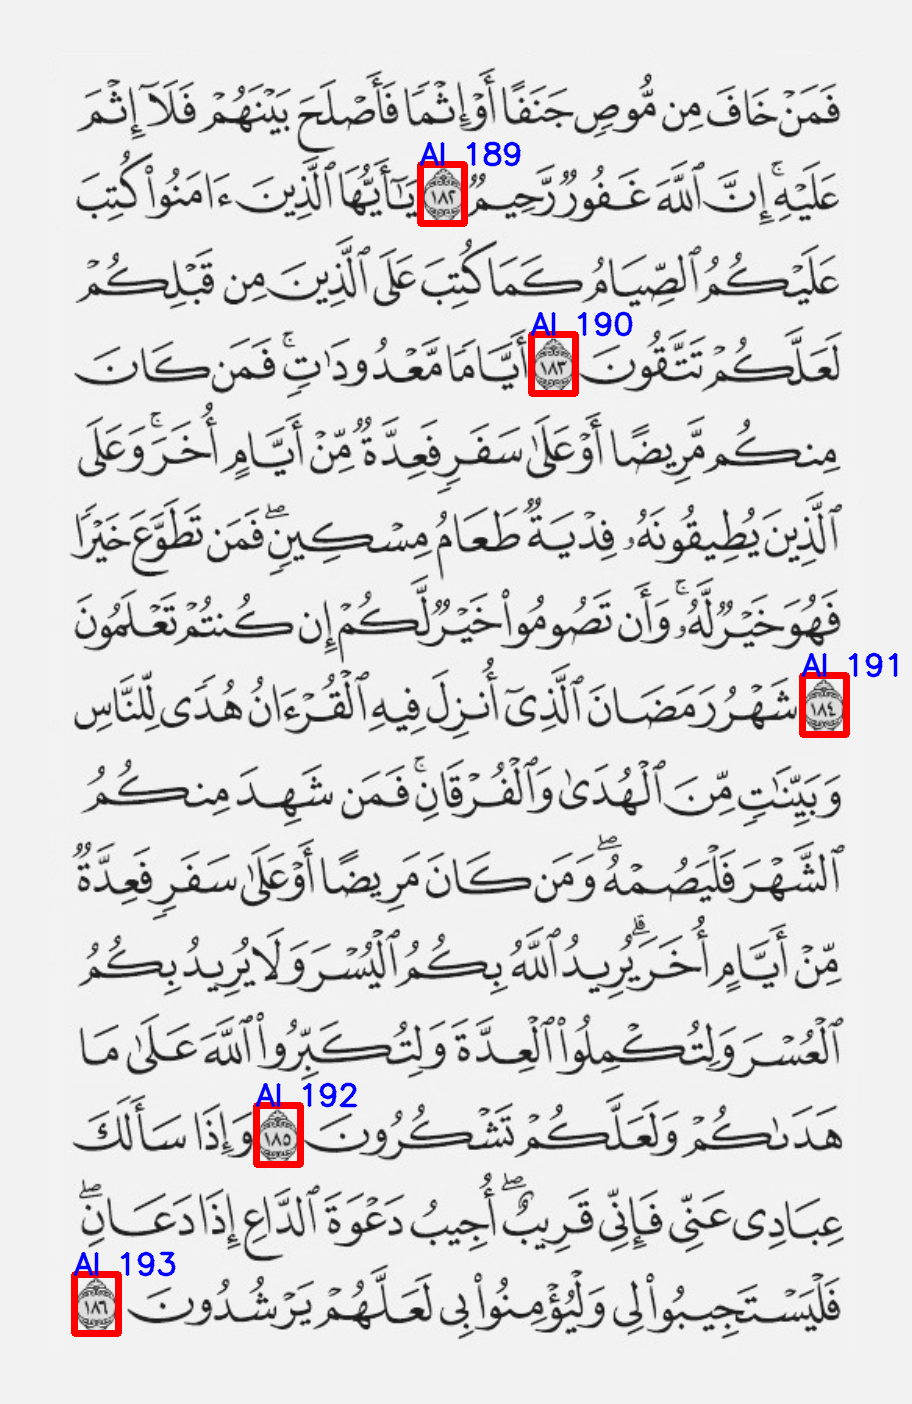 فَمَنۡ خَافَ مِن مُّوصٖ جَنَفًا أَوۡ إِثۡمٗا فَأَصۡلَحَ بَيۡنَهُمۡ فَلَآ إِثۡمَ
AI 189
عَلَيۡهِۚ إِنَّ ٱللَّهَ غَفُورٞ رَّحِيمٞ ١٨٢ يَٰٓأَيُّهَا ٱلَّذِينَ ءَامَنُواْ كُتِبَ
عَلَيۡكُمُ ٱلصِّيَامُ كَمَا كُتِبَ عَلَى ٱلَّذِينَ مِن قَبۡلِكُمۡ
AI 190
لَعَلَّكُمۡ تَتَّقُونَ ١٨٣ أَيَّامٗا مَّعۡدُودَٰتٖۚ فَمَن كَانَ
مِنكُم مَّرِيضًا أَوۡ عَلَىٰ سَفَرٖ فَعِدَّةٞ مِّنۡ أَيَّامٍ أُخَرَۚ وَعَلَى
ٱلَّذِينَ يُطِيقُونَهُۥ فِدۡيَةٞ طَعَامُ مِسۡكِينٖۖ فَمَن تَطَوَّعَ خَيۡرٗا
فَهُوَ خَيۡرٞ لَّهُۥۚ وَأَن تَصُومُواْ خَيۡرٞ لَّكُمۡ إِن كُنتُمۡ تَعۡلَمُونَ
AI 191
١٨٤ شَهۡرُ رَمَضَانَ ٱلَّذِيٓ أُنزِلَ فِيهِ ٱلۡقُرۡءَانُ هُدٗى لِّلنَّاسِ
وَبَيِّنَٰتٖ مِّنَ ٱلۡهُدَىٰ وَٱلۡفُرۡقَانِۚ فَمَن شَهِدَ مِنكُمُ
ٱلشَّهۡرَ فَلۡيَصُمۡهُۖ وَمَن كَانَ مَرِيضًا أَوۡ عَلَىٰ سَفَرٖ فَعِدَّةٞ
مِّنۡ أَيَّامٍ أُخَرَۗ يُرِيدُ ٱللَّهُ بِكُمُ ٱلۡيُسۡرَ وَلَا يُرِيدُ بِكُمُ
ٱلۡعُسۡرَ وَلِتُكۡمِلُواْ ٱلۡعِدَّةَ وَلِتُكَبِّرُواْ ٱللَّهَ عَلَىٰ مَا
AI 192
هَدَىٰكُمۡ وَلَعَلَّكُمۡ تَشۡكُرُونَ ١٨٥ وَإِذَا سَأَلَكَ
عِبَادِي عَنِّي فَإِنِّي قَرِيبٌۖ أُجِيبُ دَعۡوَةَ ٱلدَّاعِ إِذَا دَعَانِۖ
AI 193
فَلۡيَسۡتَجِيبُواْ لِي وَلۡيُؤۡمِنُواْ بِي لَعَلَّهُمۡ يَرۡشُدُونَ ١٨٦